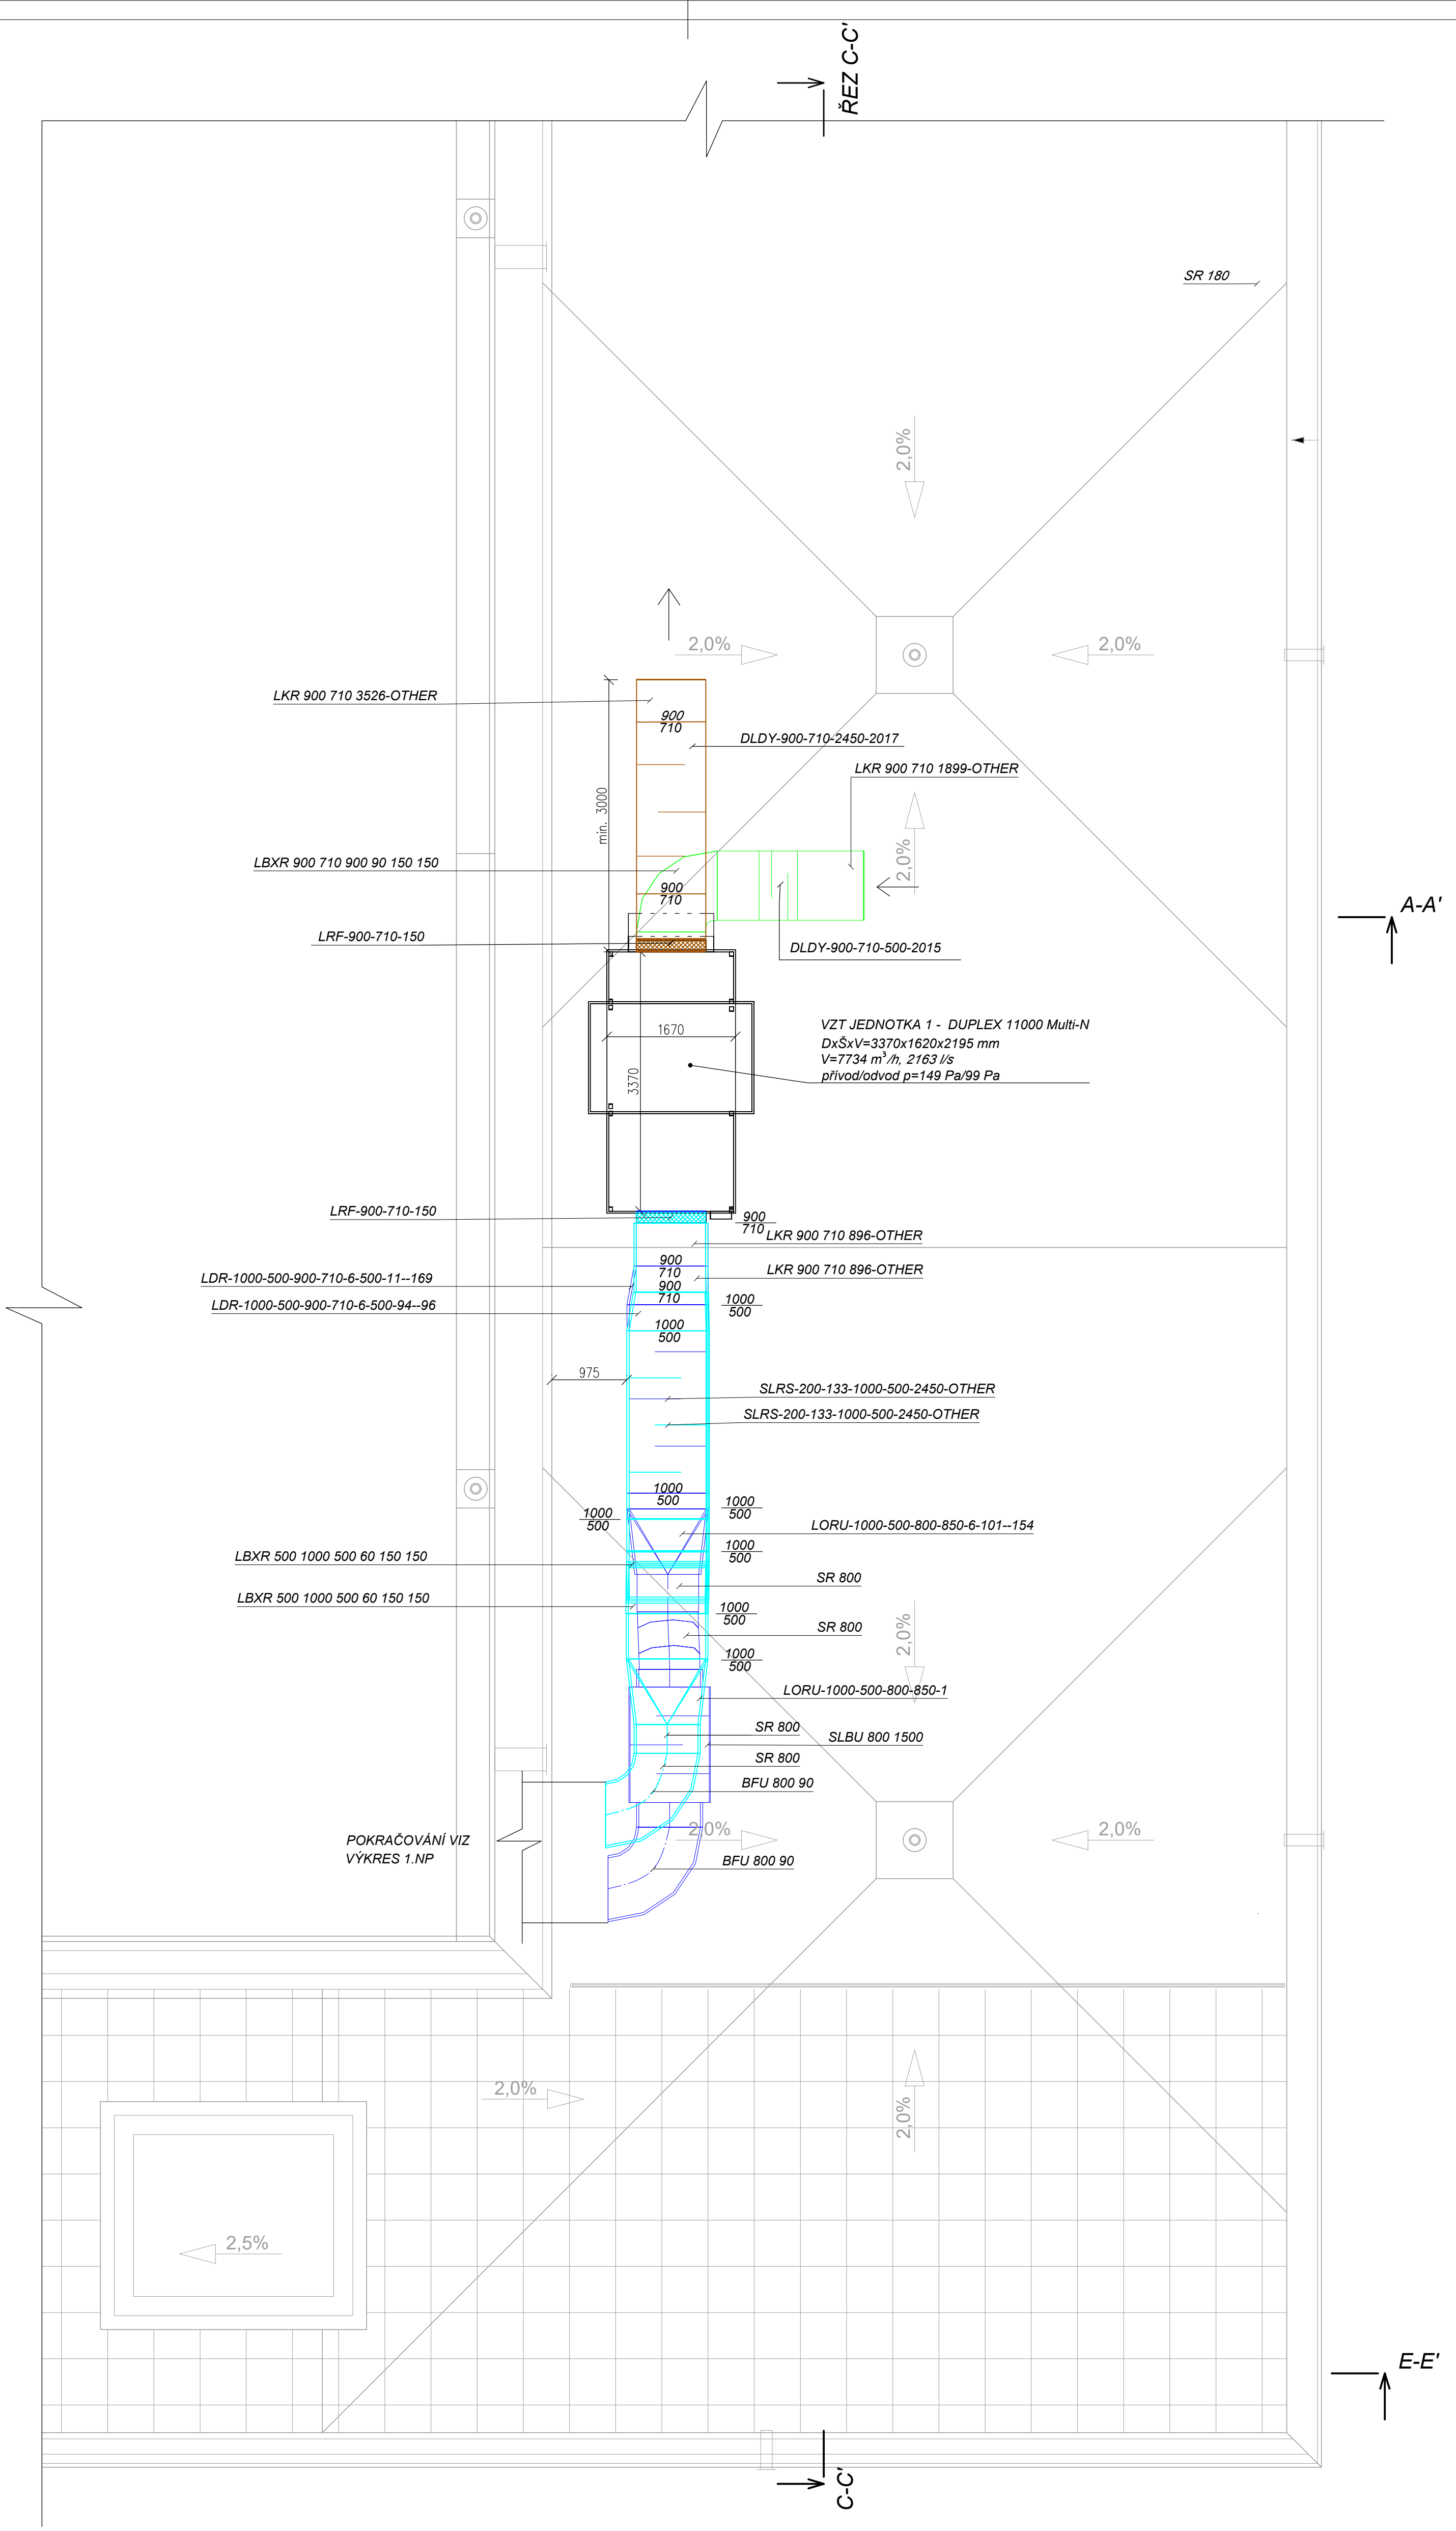 ŘEZ C-C'
SR 180
2,0%
2,0%
2,0%
LKR 900 710 3526-OTHER
900
710
DLDY-900-710-2450-2017
LKR 900 710 1899-OTHER
min. 3000
2,0%
LBXR 900 710 900 90 150 150
900
710
A-A'
LRF-900-710-150
DLDY-900-710-500-2015
VZT JEDNOTKA 1 - DUPLEX 11000 Multi-N
DxŠxV=3370x1620x2195 mm
V=7734 m³/h, 2163 l/s
přívod/odvod p=149 Pa/99 Pa
1670
3370
LRF-900-710-150
900
710
LKR 900 710 896-OTHER
900
710
LKR 900 710 896-OTHER
LDR-1000-500-900-710-6-500-11--169
900
710
LDR-1000-500-900-710-6-500-94--96
1000
500
1000
500
975
SLRS-200-133-1000-500-2450-OTHER
SLRS-200-133-1000-500-2450-OTHER
1000
500
1000
500
1000
500
LORU-1000-500-800-850-6-101--154
1000
500
LBXR 500 1000 500 60 150 150
SR 800
LBXR 500 1000 500 60 150 150
1000
500
SR 800
2,0%
1000
500
LORU-1000-500-800-850-1
SR 800
SLBU 800 1500
SR 800
BFU 800 90
2,0%
2,0%
POKRAČOVÁNÍ VIZ
VÝKRES 1.NP
BFU 800 90
2,0%
2,0%
2,5%
E-E'
C-C'